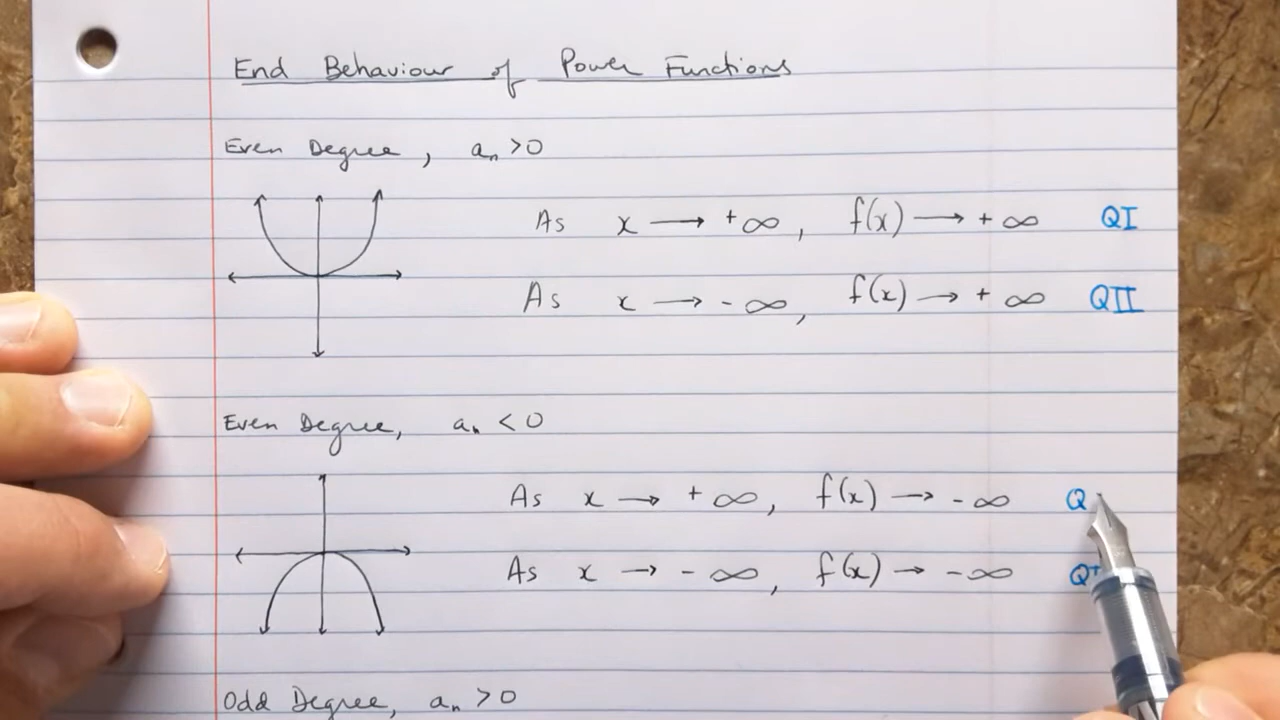 End Behaviour of Power Functions
Even Degree, aₙ > 0
As x → +∞, f(x) → +∞ QI
As x → -∞, f(x) → +∞ QII
Even Degree, aₙ < 0
As x → +∞, f(x) → -∞ Q
As x → -∞, f(x) → -∞ Q
Odd Degree, aₙ > 0